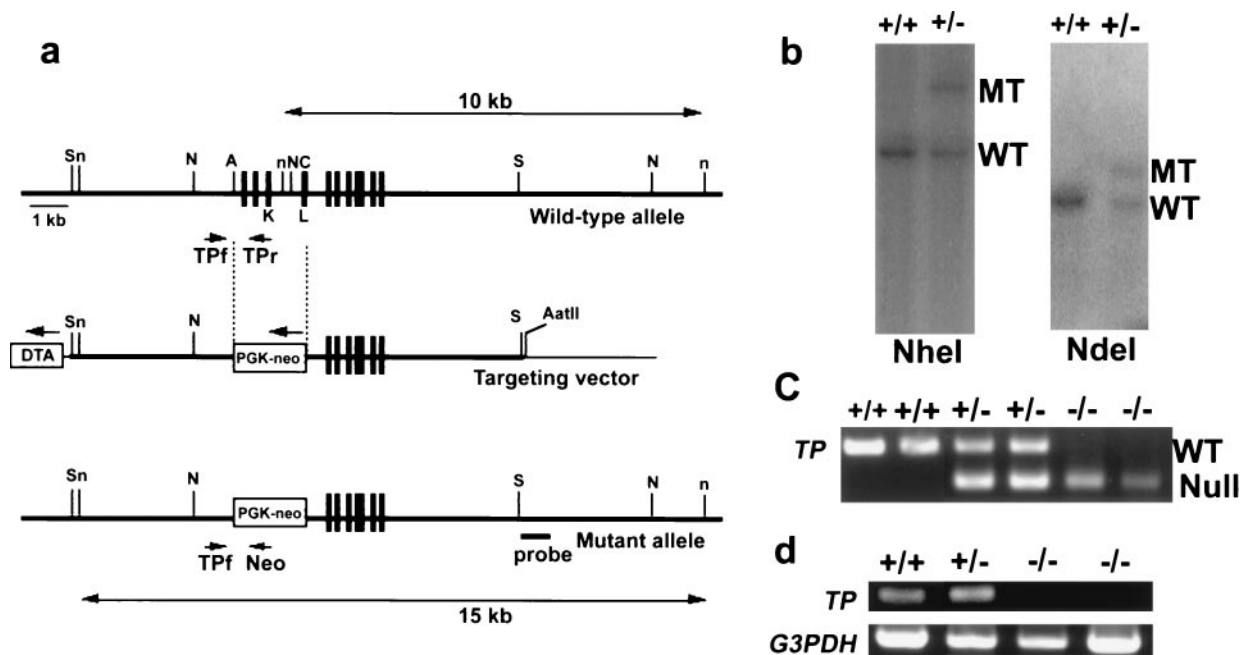 a
10 kb
Sn N A nNC S N n
K L
1 kb
Wild-type allele
TPf TPr
Sn N S AatII
DTA PGK-neo
Targeting vector
Sn N S N n
PGK-neo
Mutant allele
TPf Neo probe
15 kb
b
+/+ +/-
MT
WT
NheI
+/+ +/-
MT
WT
NdeI
C
+/+ +/+ +/- +/- -/- -/-
TP WT
Null
d
+/+ +/- -/- -/-
TP
G3PDH